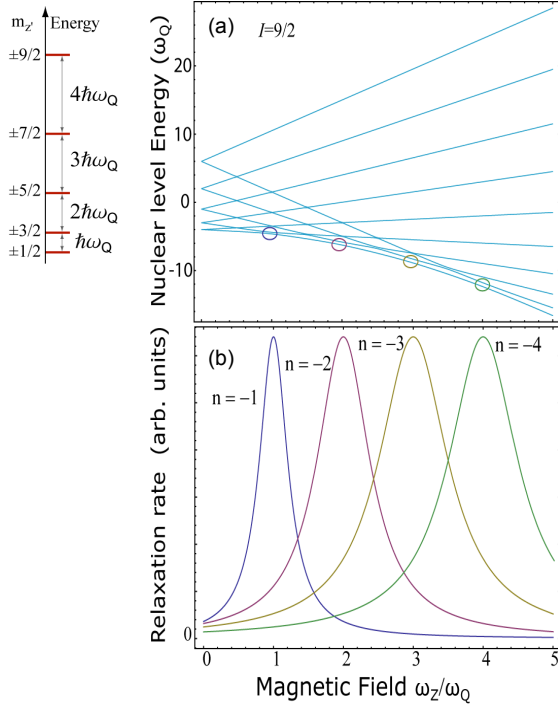 m_z' Energy
±9/2
4ħω_Q
±7/2
3ħω_Q
±5/2
2ħω_Q
±3/2
ħω_Q
±1/2
(a) I=9/2
Nuclear level Energy (ω_Q)
20
10
0
-10
(b)
n = -1
n = -2
n = -3
n = -4
Relaxation rate (arb. units)
0
0 1 2 3 4 5
Magnetic Field ω_Z/ω_Q